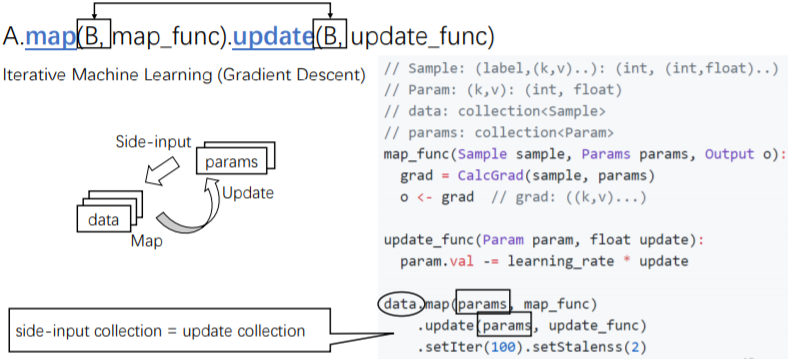 A.map(B, map_func).update(B, update_func)
Iterative Machine Learning (Gradient Descent)
Side-input
params
Update
data
Map
side-input collection = update collection
// Sample: (label,(k,v)..): (int, (int,float)..)
// Param: (k,v): (int, float)
// data: collection<Sample>
// params: collection<Param>
map_func(Sample sample, Params params, Output o):
grad = CalcGrad(sample, params)
o <- grad // grad: ((k,v)...)
update_func(Param param, float update):
param.val -= learning_rate * update
data.map(params, map_func)
.update(params, update_func)
.setIter(100).setStalenss(2)